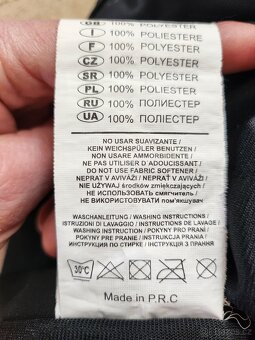 GB 100% POLYESTER
I 100% POLIESTERE
F 100% POLYESTER
CZ 100% POLYESTER
SR 100% POLYESTER
PL 100% POLIESTER
RU 100% ПОЛИЕСТЕР
UA 100% ПОЛИЕСТЕР
NO USAR SUAVIZANTE /
KEIN WEICHSPÜLER BENUTZEN /
NON USARE AMMORBIDENTE /
NE PAS UTILISER D'ADOUCISSANT /
DO NOT USE FABRIC SOFTENER /
NEPRAT V AVIVÁŽI / NEPRAŤ V AVIVÁŽI /
NIE UŻYWAJ środków zmiękczających /
НЕ ИСПОЛЬЗОВАТЬ смягчитель /
НЕ ВИКОРИСТОВУВАТИ пом'якшувач
WASCHANLEITUNG / WASHING INSTRUCTIONS /
ISTRUZIONI DI LAVAGGIO / INSTRUCTIONS DE LAVAGE /
WASHING INSTRUCTION / POKYNY PRO PRANÍ /
POKYNY PRE PRANIE / INSTRUKCJA PRANIA /
ИНСТРУКЦИЯ ПО СТИРКЕ / ІНСТРУКЦІЯ З ПРАННЯ
30°C
Made in P.R.C